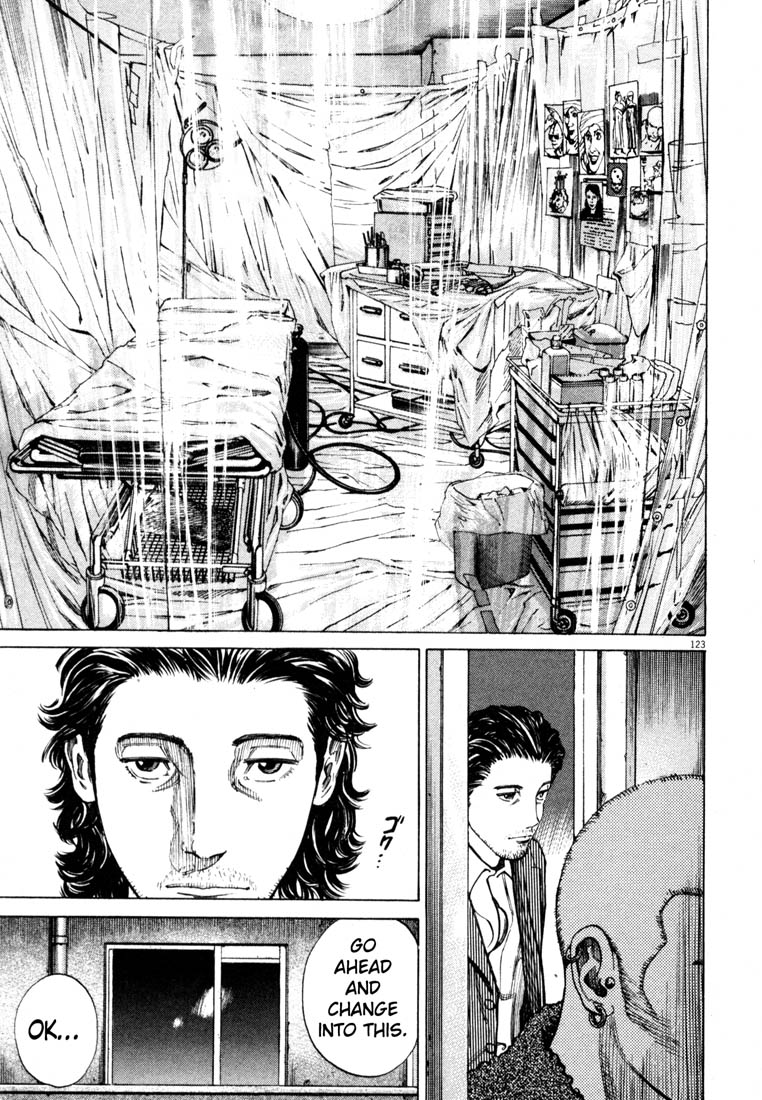 123
ゴク…
GO
AHEAD
AND
CHANGE
INTO THIS.
OK...